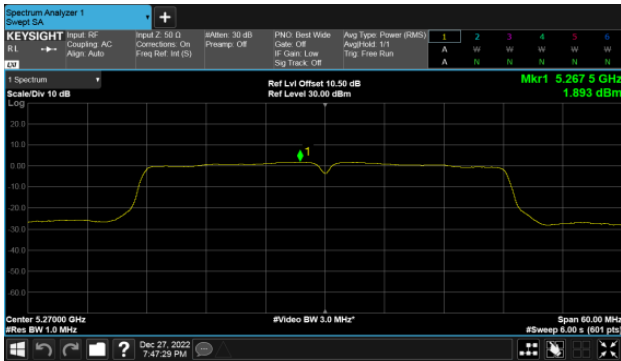 Spectrum Analyzer 1
Swept SA
+
KEYSIGHT Input: RF Input Z: 50 Ω #Atten: 30 dB PNO: Best Wide Avg Type: Power (RMS) 1 2 3 4 5 6
RL Coupling: AC Corrections: On Preamp: Off Gate: Off Avg|Hold: 1/1 A W W W W W
Align: Auto Freq Ref: Int (S) IF Gain: Low Trig: Free Run
Sig Track: Off A N N N N N
LXI
1 Spectrum Mkr1 5.267 5 GHz
Ref Lvl Offset 10.50 dB
Scale/Div 10 dB Ref Level 30.00 dBm 1.893 dBm
Log
20.0
10.0
1
0.00
-10.0
-20.0
-30.0
-40.0
-50.0
-60.0
Center 5.27000 GHz #Video BW 3.0 MHz* Span 60.00 MHz
#Res BW 1.0 MHz #Sweep 6.00 s (601 pts)
? Dec 27, 2022
7:47:29 PM